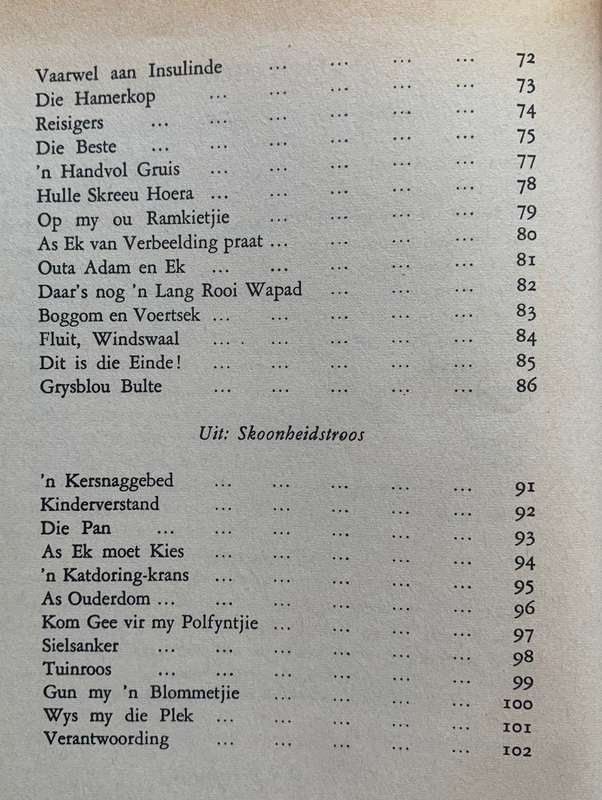 Vaarwel aan Insulinde ... ... ... ... 72
Die Hamerkop ... ... ... ... ... 73
Reisigers ... ... ... ... ... ... 74
Die Beste ... ... ... ... ... ... 75
'n Handvol Gruis ... ... ... ... ... 77
Hulle Skreeu Hoera ... ... ... ... ... 78
Op my ou Ramkietjie ... ... ... ... 79
As Ek van Verbeelding praat ... ... ... ... 80
Outa Adam en Ek ... ... ... ... ... 81
Daar's nog 'n Lang Rooi Wapad ... ... ... 82
Boggom en Voertsek ... ... ... ... ... 83
Fluit, Windswaal ... ... ... ... ... 84
Dit is die Einde! ... ... ... ... ... 85
Grysblou Bulte ... ... ... ... ... 86
Uit: Skoonheidstroos
'n Kersnaggebed ... ... ... ... ... 91
Kinderverstand ... ... ... ... ... 92
Die Pan ... ... ... ... ... ... 93
As Ek moet Kies ... ... ... ... ... 94
'n Katdoring-krans ... ... ... ... ... 95
As Ouderdom ... ... ... ... ... ... 96
Kom Gee vir my Polfyntjie ... ... ... ... 97
Sielsanker ... ... ... ... ... ... 98
Tuinroos ... ... ... ... ... ... 99
Gun my 'n Blommetjie ... ... ... ... 100
Wys my die Plek ... ... ... ... ... 101
Verantwoording ... ... ... ... ... 102